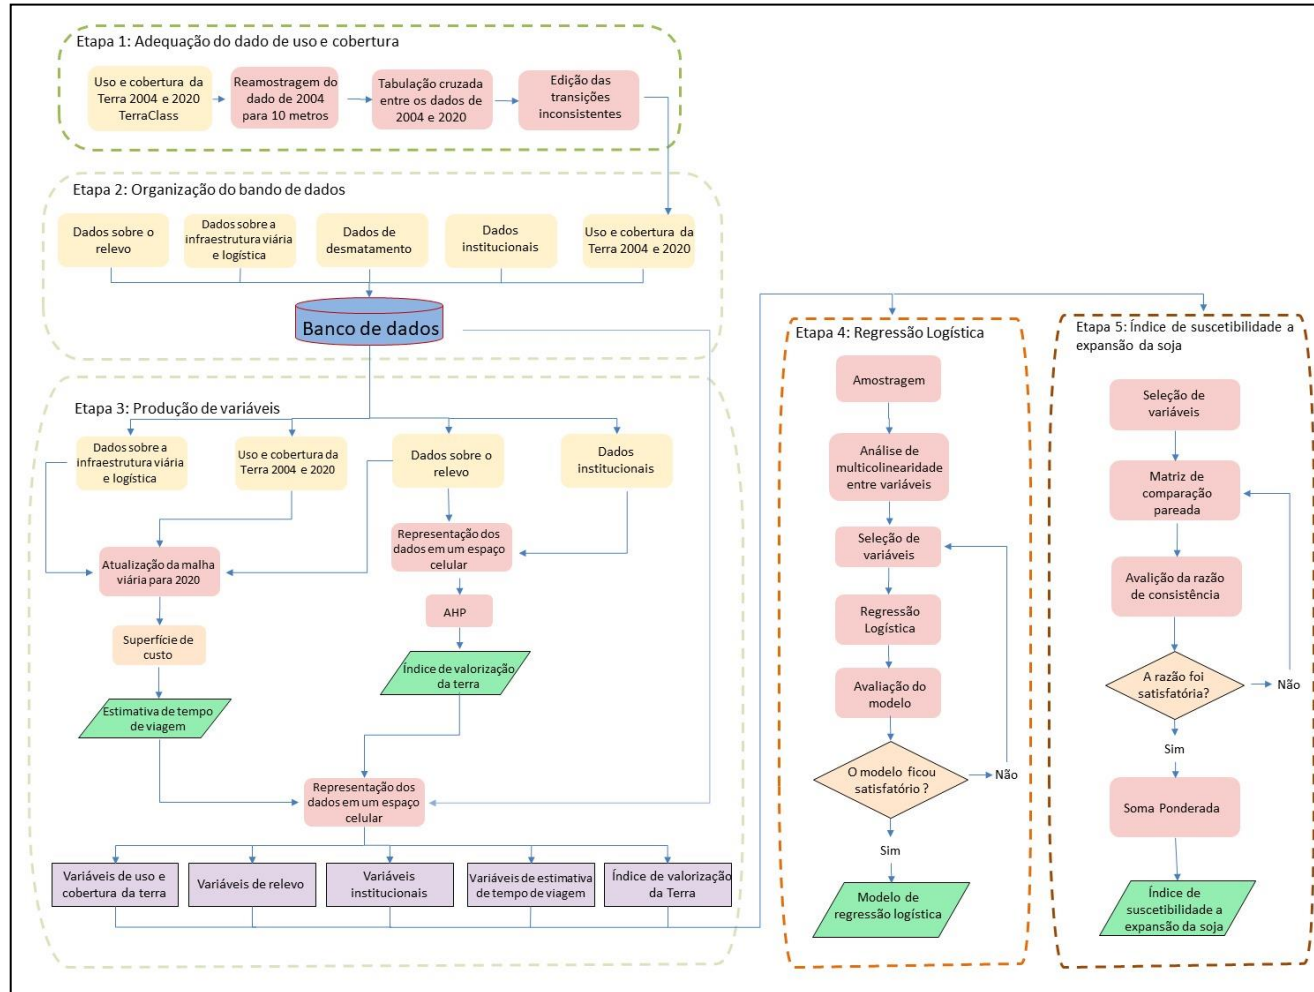 Etapa 1: Adequação do dado de uso e cobertura
Uso e cobertura da
Terra 2004 e 2020
TerraClass
Reamostragem do
dado de 2004
para 10 metros
Tabulação cruzada
entre os dados de
2004 e 2020
Edição das
transições
inconsistentes
Etapa 2: Organização do bando de dados
Dados sobre o
relevo
Dados sobre a
infraestrutura viária
e logística
Dados de
desmatamento
Dados
institucionais
Uso e cobertura da
Terra 2004 e 2020
Banco de dados
Etapa 3: Produção de variáveis
Dados sobre a
infraestrutura viária
e logística
Uso e cobertura da
Terra 2004 e 2020
Dados sobre o
relevo
Dados
institucionais
Atualização da malha
viária para 2020
Representação dos
dados em um espaço
celular
AHP
Superfície de
custo
Índice de valorização
da terra
Estimativa de tempo
de viagem
Representação dos
dados em um espaço
celular
Variáveis de uso e
cobertura da terra
Variáveis de relevo
Variáveis
institucionais
Variáveis de estimativa
de tempo de viagem
Índice de valorização
da Terra
Etapa 4: Regressão Logística
Amostragem
Análise de
multicolinearidade
entre variáveis
Seleção de
variáveis
Regressão
Logística
Avaliação do
modelo
O modelo ficou
satisfatório ?
Não
Sim
Modelo de
regressão logística
Etapa 5: Índice de suscetibilidade a
expansão da soja
Seleção de
variáveis
Matriz de
comparação
pareada
Avalição da razão
de consistência
A razão foi
satisfatória?
Não
Sim
Soma Ponderada
Índice de
suscetibilidade a
expansão da soja